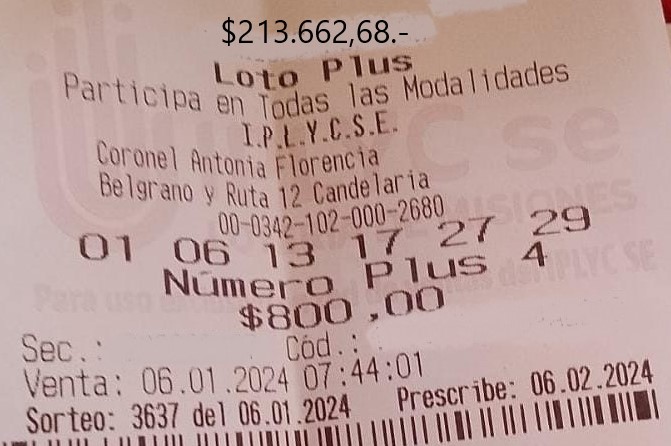 $213.662,68.-
Loto Plus
Participa en Todas las Modalidades
I.P.L.Y.C.S.E.
Coronel Antonia Florencia
Belgrano y Ruta 12 Candelaria
00-0342-102-000-2680
01 06 13 17 27 29
Número Plus 4
$800,00
Sec.: Cód.:
Venta: 06.01.2024 07:44:01
Sorteo: 3637 del 06.01.2024 Prescribe: 06.02.2024